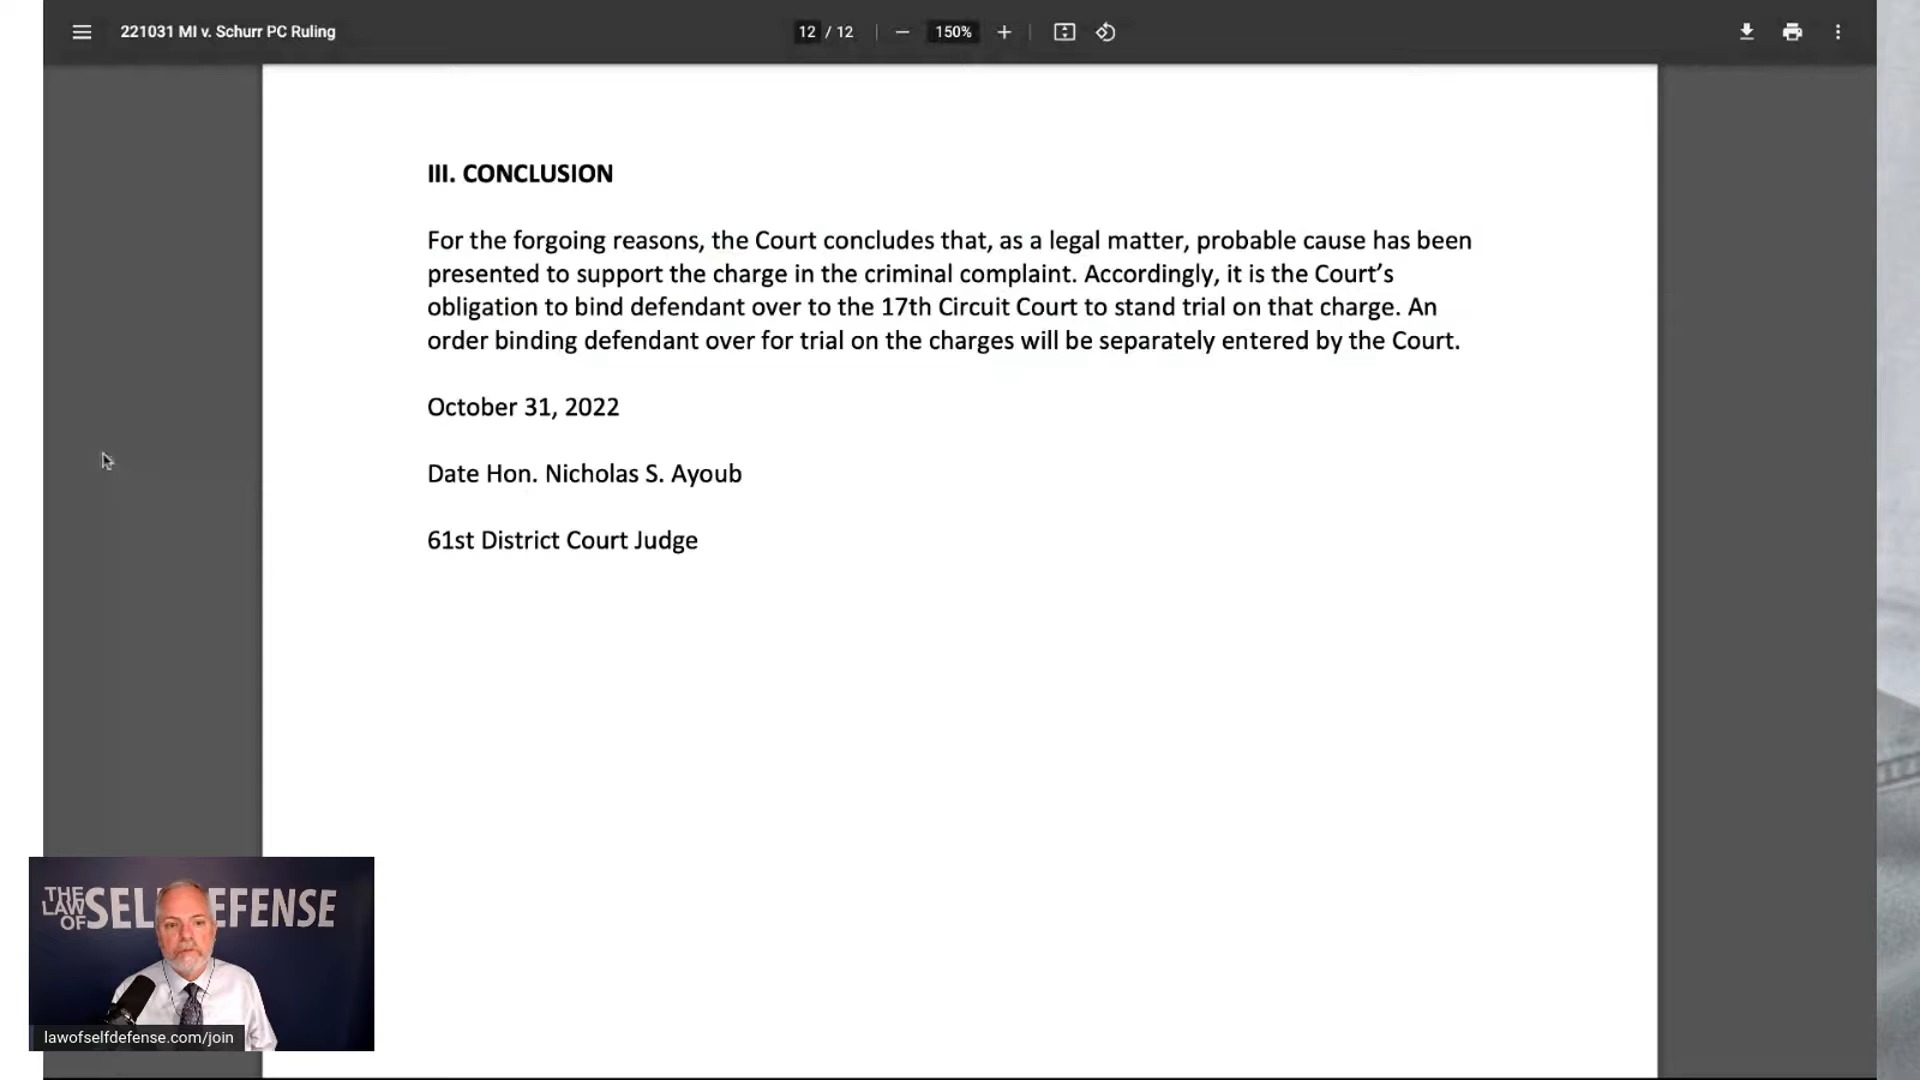 221031 MI v. Schurr PC Ruling
12 / 12
150%
III. CONCLUSION
For the forgoing reasons, the Court concludes that, as a legal matter, probable cause has been
presented to support the charge in the criminal complaint. Accordingly, it is the Court’s
obligation to bind defendant over to the 17th Circuit Court to stand trial on that charge. An
order binding defendant over for trial on the charges will be separately entered by the Court.
October 31, 2022
Date Hon. Nicholas S. Ayoub
61st District Court Judge
THE
LAW
OF
SEL EFENSE
lawofselfdefense.com/join